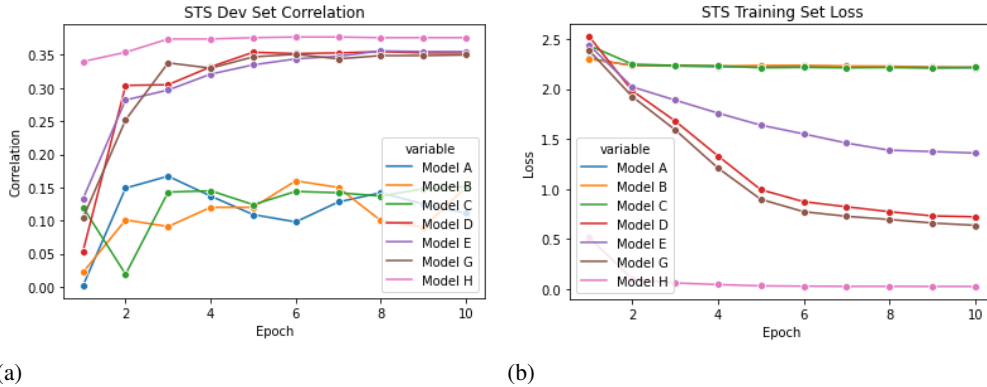 STS Dev Set Correlation
0.35
0.30
0.25
0.20
0.15
0.10
0.05
0.00
Correlation
variable
Model A
Model B
Model C
Model D
Model E
Model G
Model H
2
4
6
8
10
Epoch
(a)
STS Training Set Loss
2.5
2.0
1.5
1.0
0.5
0.0
Loss
variable
Model A
Model B
Model C
Model D
Model E
Model G
Model H
2
4
6
8
10
Epoch
(b)